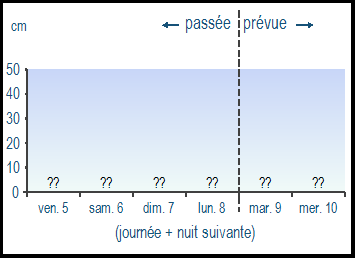 ← passée prévue →
cm
50
40
30
20
10
0
?? ?? ?? ?? ?? ??
ven. 5 sam. 6 dim. 7 lun. 8 mar. 9 mer. 10
(journée + nuit suivante)